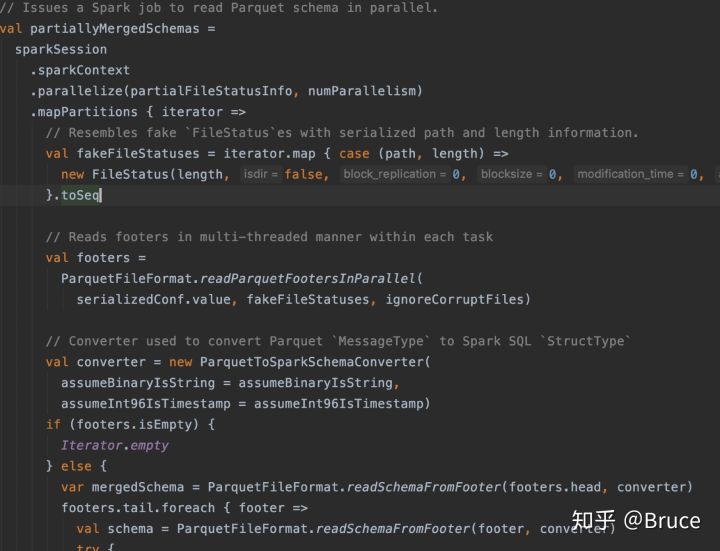 // Issues a Spark job to read Parquet schema in parallel.
val partiallyMergedSchemas =
sparkSession
.sparkContext
.parallelize(partialFileStatusInfo, numParallelism)
.mapPartitions { iterator =>
// Resembles fake `FileStatus`es with serialized path and length information.
val fakeFileStatuses = iterator.map { case (path, length) =>
new FileStatus(length, isdir = false, block_replication = 0, blocksize = 0, modification_time = 0,
}.toSeq
// Reads footers in multi-threaded manner within each task
val footers =
ParquetFileFormat.readParquetFootersInParallel(
serializedConf.value, fakeFileStatuses, ignoreCorruptFiles)
// Converter used to convert Parquet `MessageType` to Spark SQL `StructType`
val converter = new ParquetToSparkSchemaConverter(
assumeBinaryIsString = assumeBinaryIsString,
assumeInt96IsTimestamp = assumeInt96IsTimestamp)
if (footers.isEmpty) {
Iterator.empty
} else {
var mergedSchema = ParquetFileFormat.readSchemaFromFooter(footers.head, converter)
footers.tail.foreach { footer =>
val schema = ParquetFileFormat.readSchemaFromFooter(footer, converter)
try {
知乎 @Bruce